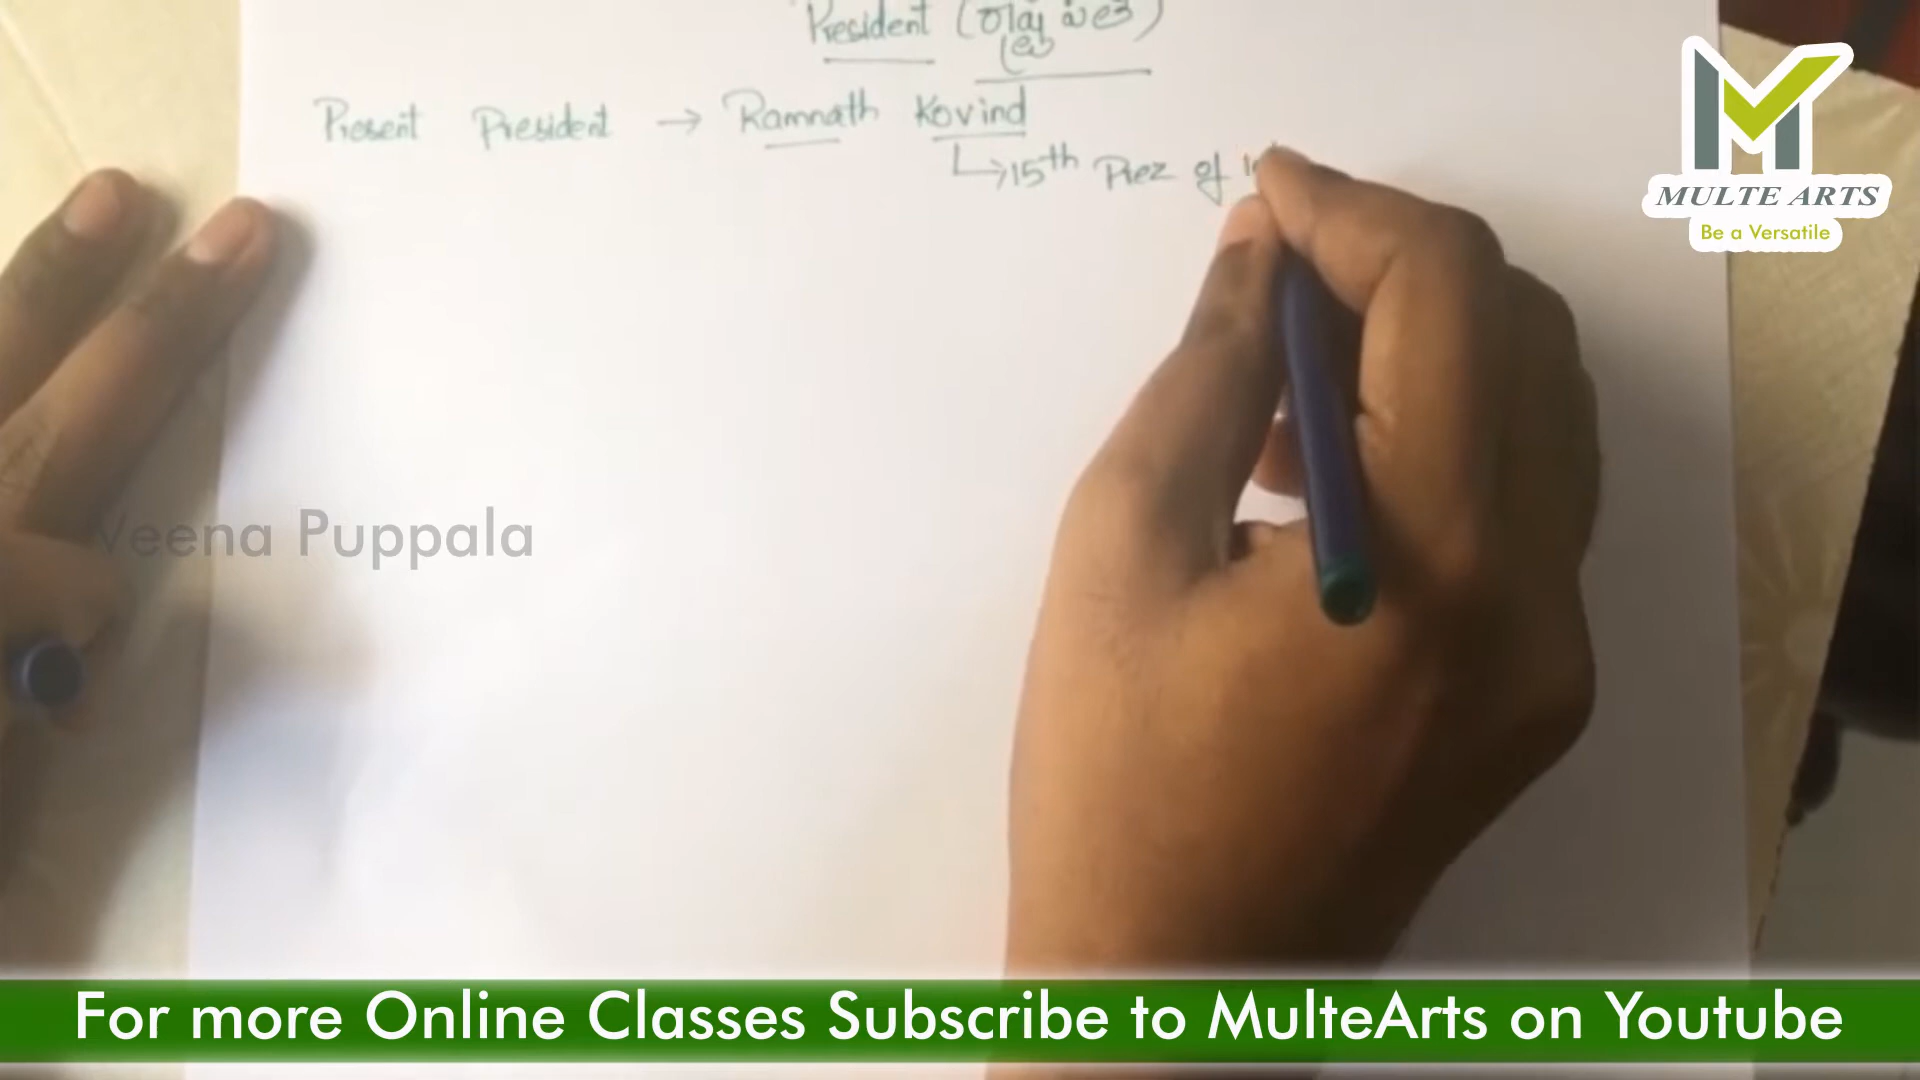 President (రాష్ట్రపతి)
Present President → Ramnath Kovind
↳ 15th Prez of
MULTE ARTS
Be a Versatile
Veena Puppala
For more Online Classes Subscribe to MulteArts on Youtube